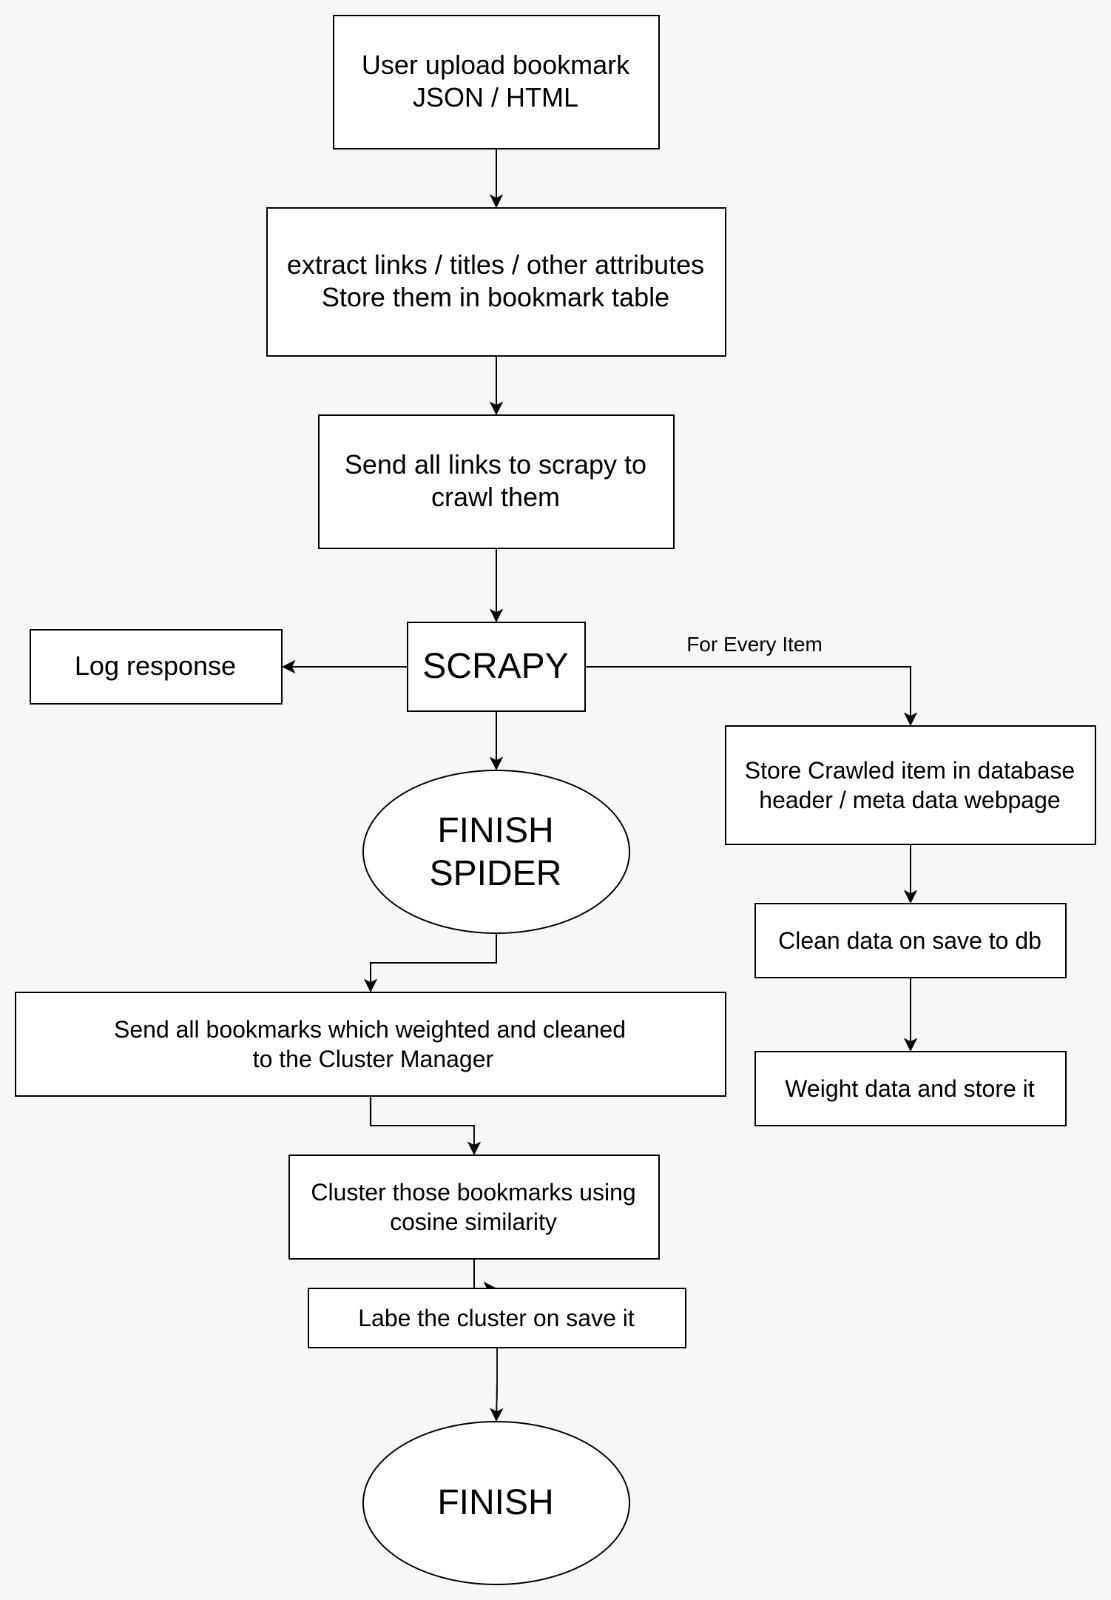 User upload bookmark
JSON / HTML
extract links / titles / other attributes
Store them in bookmark table
Send all links to scrapy to
crawl them
Log response
SCRAPY
For Every Item
Store Crawled item in database
header / meta data webpage
FINISH
SPIDER
Clean data on save to db
Send all bookmarks which weighted and cleaned
to the Cluster Manager
Weight data and store it
Cluster those bookmarks using
cosine similarity
Labe the cluster on save it
FINISH